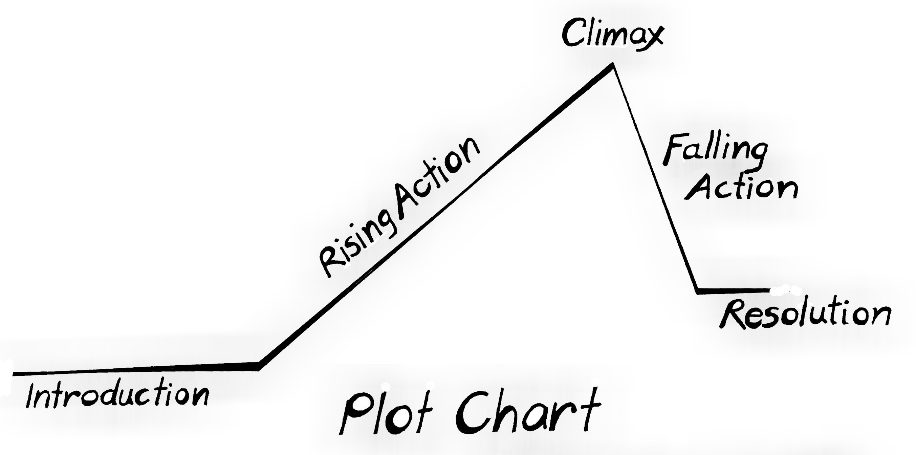 Climax
Falling
Action
Rising Action
Resolution
Introduction
Plot Chart